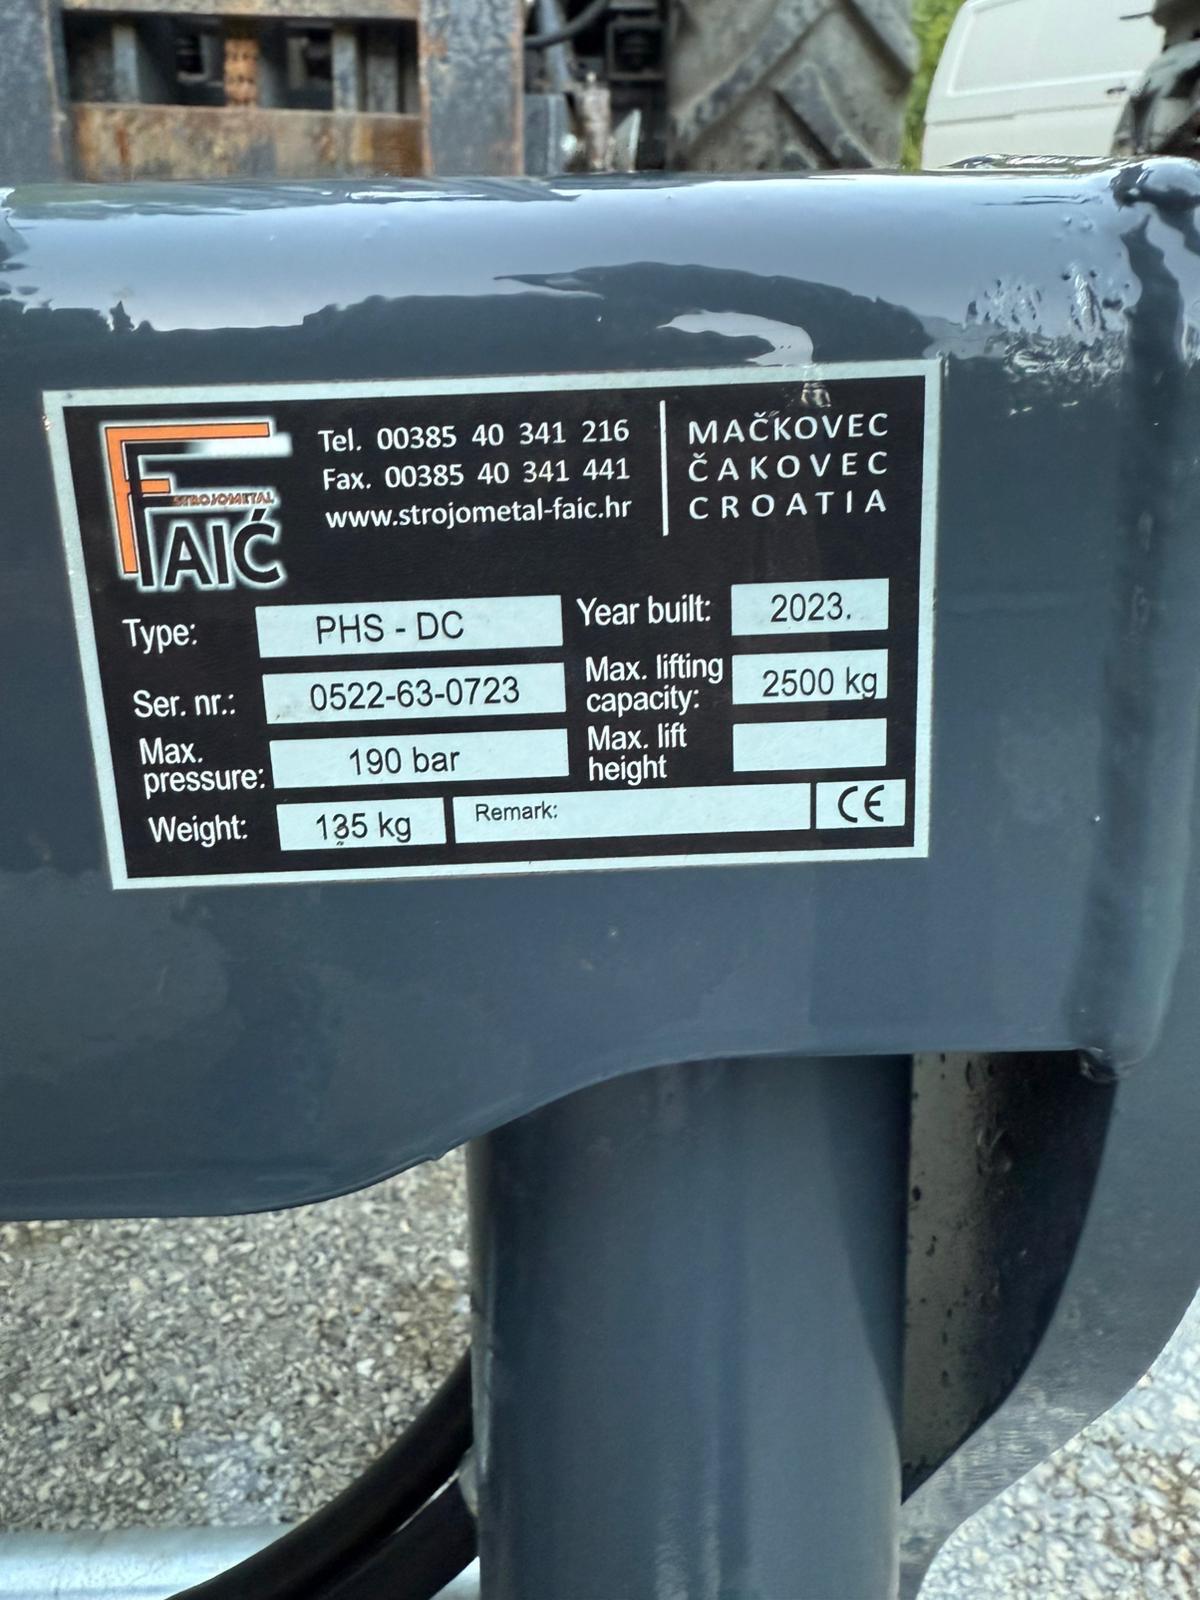 STROJOMETAL
FAIĆ
Tel. 00385 40 341 216
Fax. 00385 40 341 441
www.strojometal-faic.hr
MAČKOVEC
ČAKOVEC
CROATIA
Type: PHS - DC
Year built: 2023.
Ser. nr.: 0522-63-0723
Max. lifting
capacity: 2500 kg
Max.
pressure: 190 bar
Max. lift
height
Weight: 135 kg
Remark:
CE